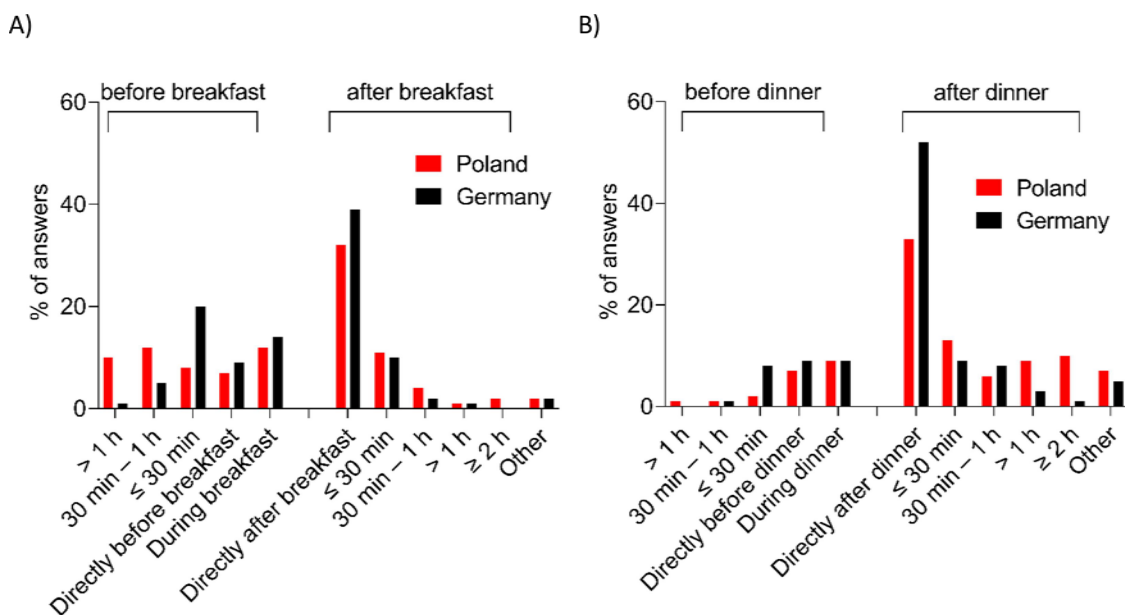 A)
before breakfast
after breakfast
60
40
20
0
% of answers
Poland
Germany
> 1 h
30 min – 1 h
≤ 30 min
Directly before breakfast
During breakfast
Directly after breakfast
≤ 30 min
30 min – 1 h
> 1 h
≥ 2 h
Other
B)
before dinner
after dinner
60
40
20
0
% of answers
Poland
Germany
> 1 h
30 min – 1 h
≤ 30 min
Directly before dinner
During dinner
Directly after dinner
≤ 30 min
30 min – 1 h
> 1 h
≥ 2 h
Other